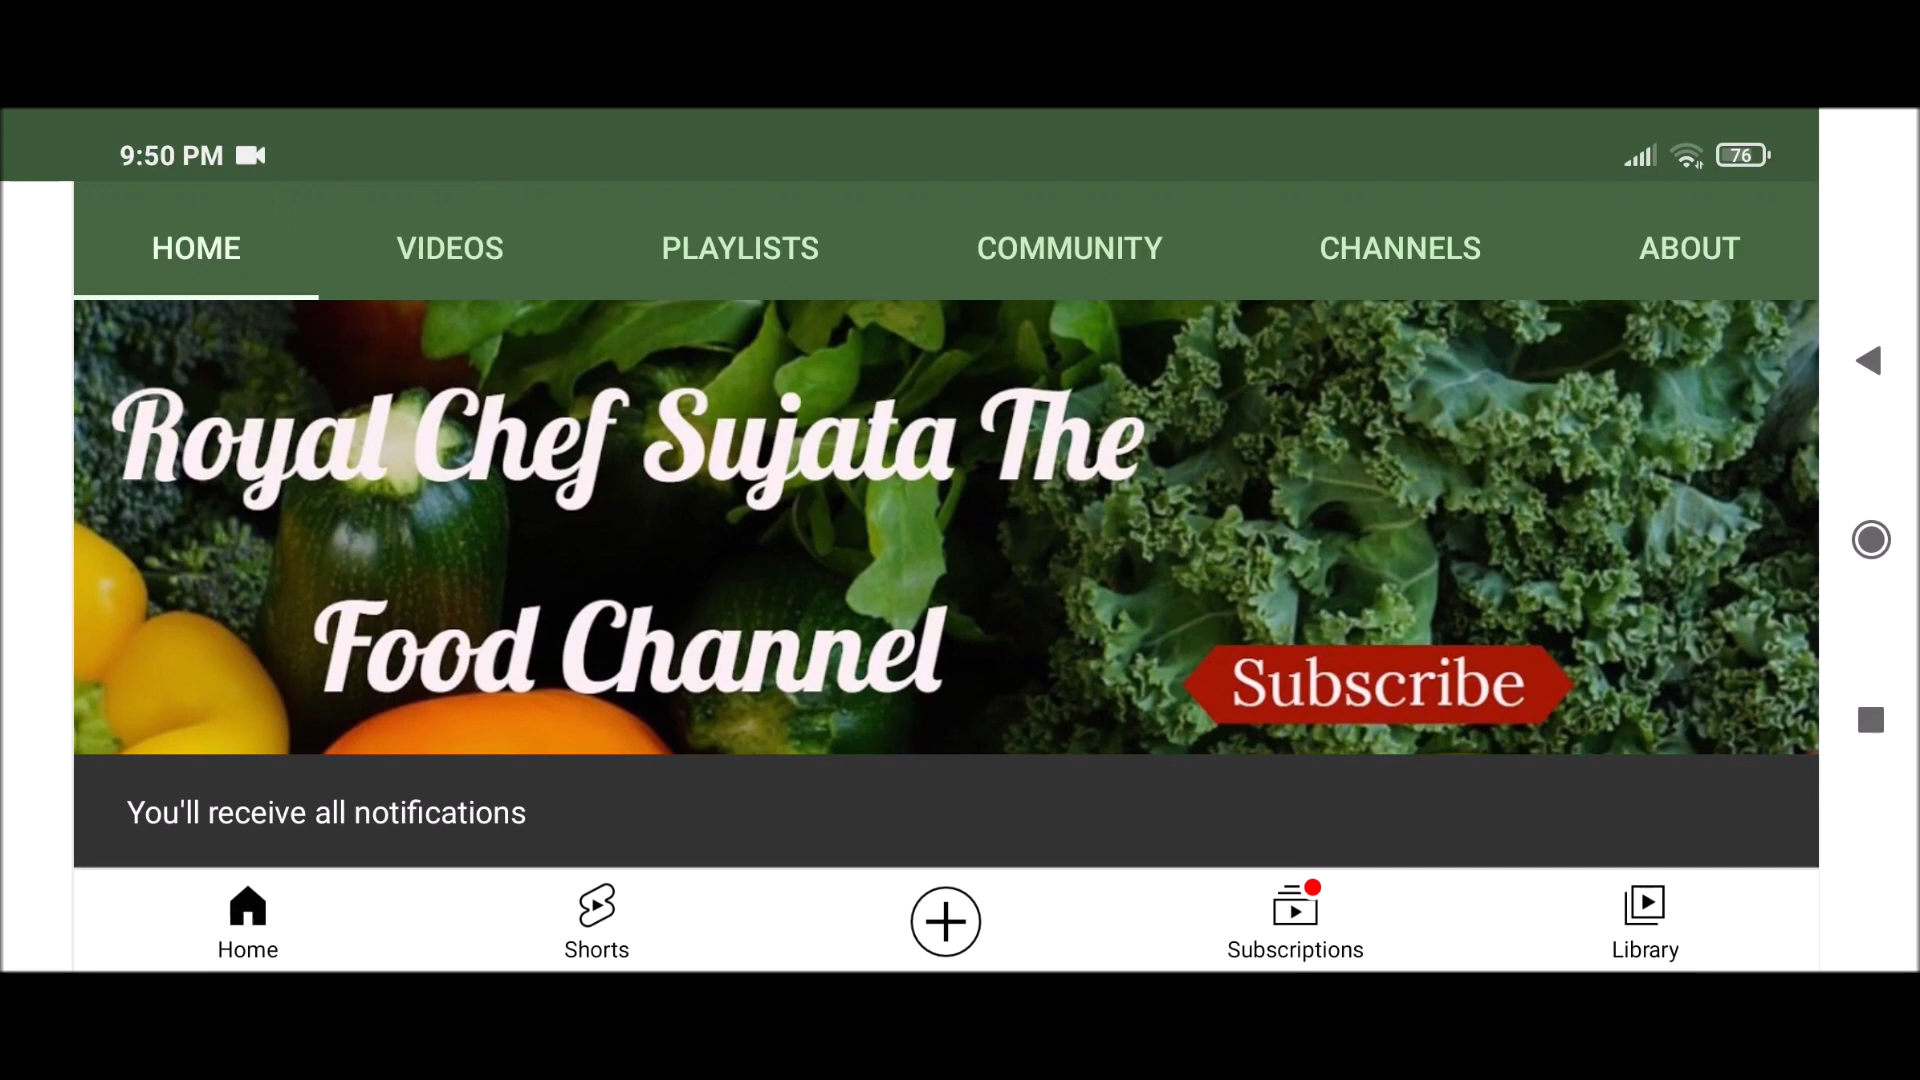 9:50 PM 76
HOME VIDEOS PLAYLISTS COMMUNITY CHANNELS ABOUT
Royal Chef Sujata The
Food Channel
Subscribe
You'll receive all notifications
Home Shorts Subscriptions Library